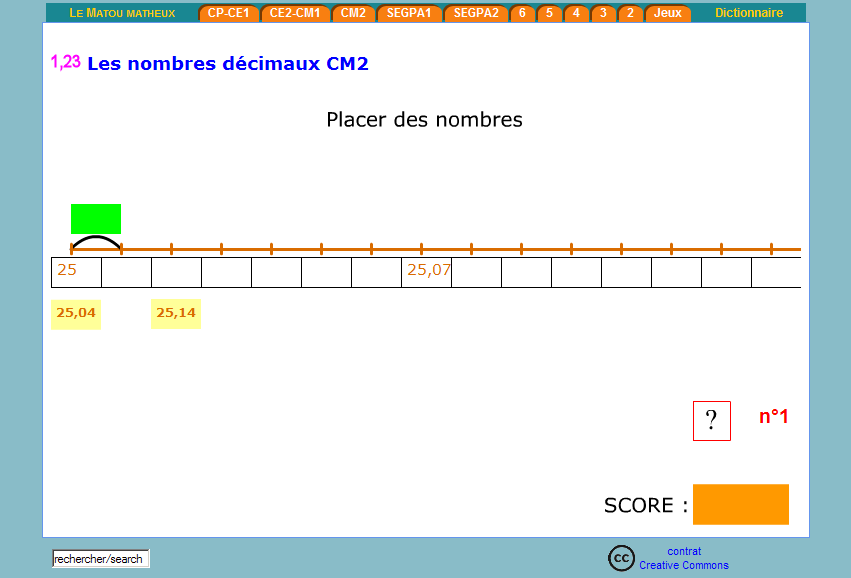 LE MATOU MATHEUX CP-CE1 CE2-CM1 CM2 SEGPA1 SEGPA2 6 5 4 3 2 Jeux Dictionnaire
1,23 Les nombres décimaux CM2
Placer des nombres
25 25,07
25,04 25,14
? n°1
SCORE :
rechercher/search cc contrat
Creative Commons